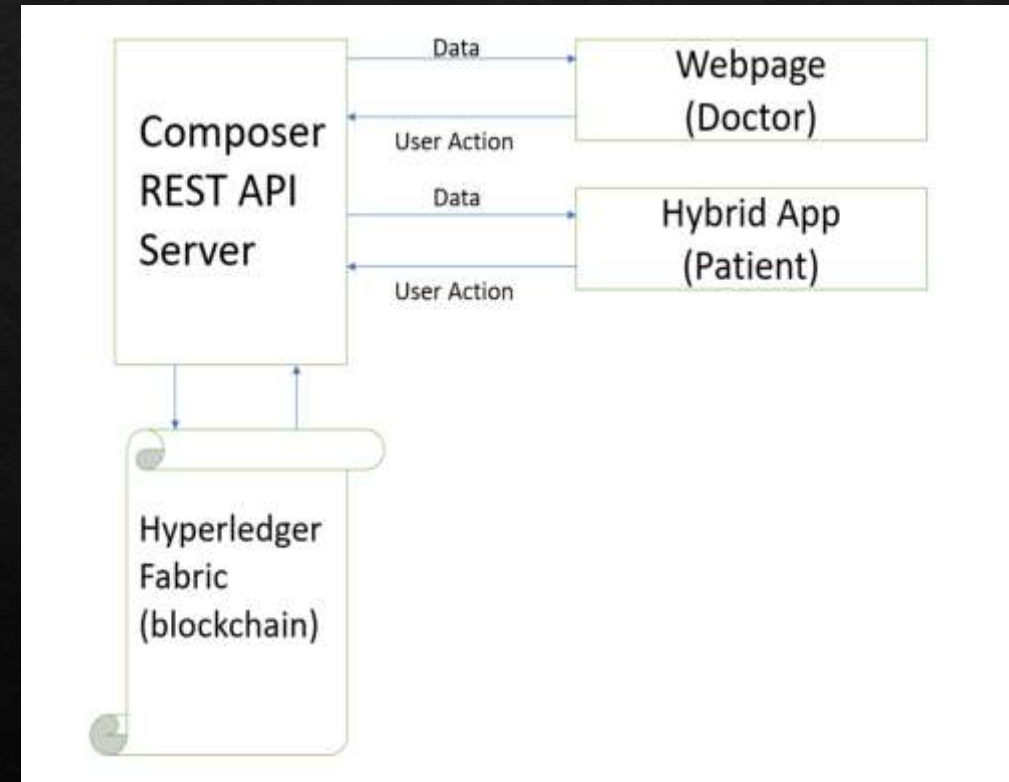 Composer
REST API
Server
Data
User Action
Webpage
(Doctor)
Data
User Action
Hybrid App
(Patient)
Hyperledger
Fabric
(blockchain)